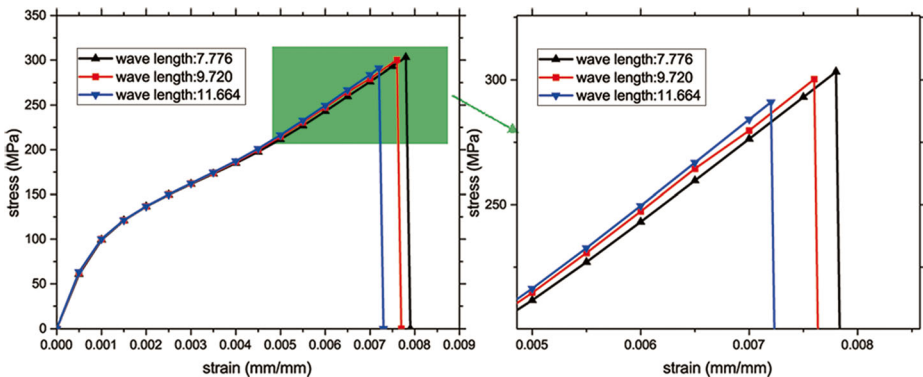 350
300
250
200
150
100
50
0
stress (MPa)
wave length:7.776
wave length:9.720
wave length:11.664
0.000 0.001 0.002 0.003 0.004 0.005 0.006 0.007 0.008 0.009
strain (mm/mm)
300
250
stress (MPa)
wave length:7.776
wave length:9.720
wave length:11.664
0.005 0.006 0.007 0.008
strain (mm/mm)